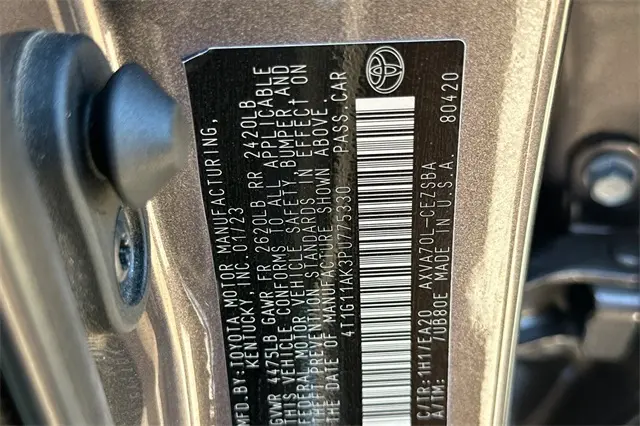 MFD.BY: TOYOTA MOTOR MANUFACTURING,
KENTUCKY, INC. 01/23
GVWR 4475LB GAWR FR 2620LB RR 2420LB
THIS VEHICLE CONFORMS TO ALL APPLICABLE
FEDERAL MOTOR VEHICLE SAFETY, BUMPER AND
THEFT PREVENTION STANDARDS IN EFFECT ON
DATE OF MANUFACTURE SHOWN ABOVE.
4T1G11AK3PU775330 PASS. CAR
C/TR: 1H1/EA20 AXVA70L-CEZSBA
A/TM: /DB80E MADE IN U.S.A. 80420